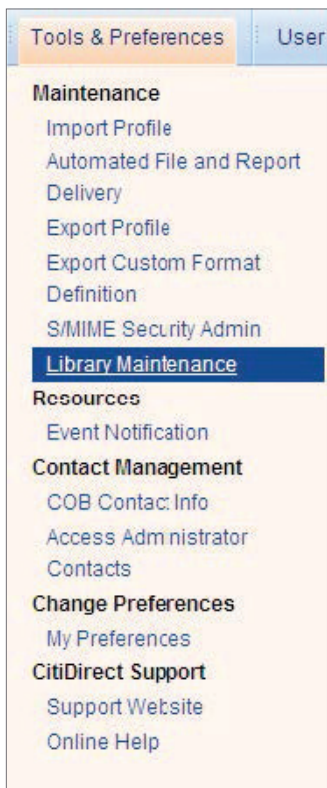 Tools & Preferences User
Maintenance
Import Profile
Automated File and Report
Delivery
Export Profile
Export Custom Format
Definition
S/MIME Security Admin
Library Maintenance
Resources
Event Notification
Contact Management
COB Contact Info
Access Administrator
Contacts
Change Preferences
My Preferences
CitiDirect Support
Support Website
Online Help